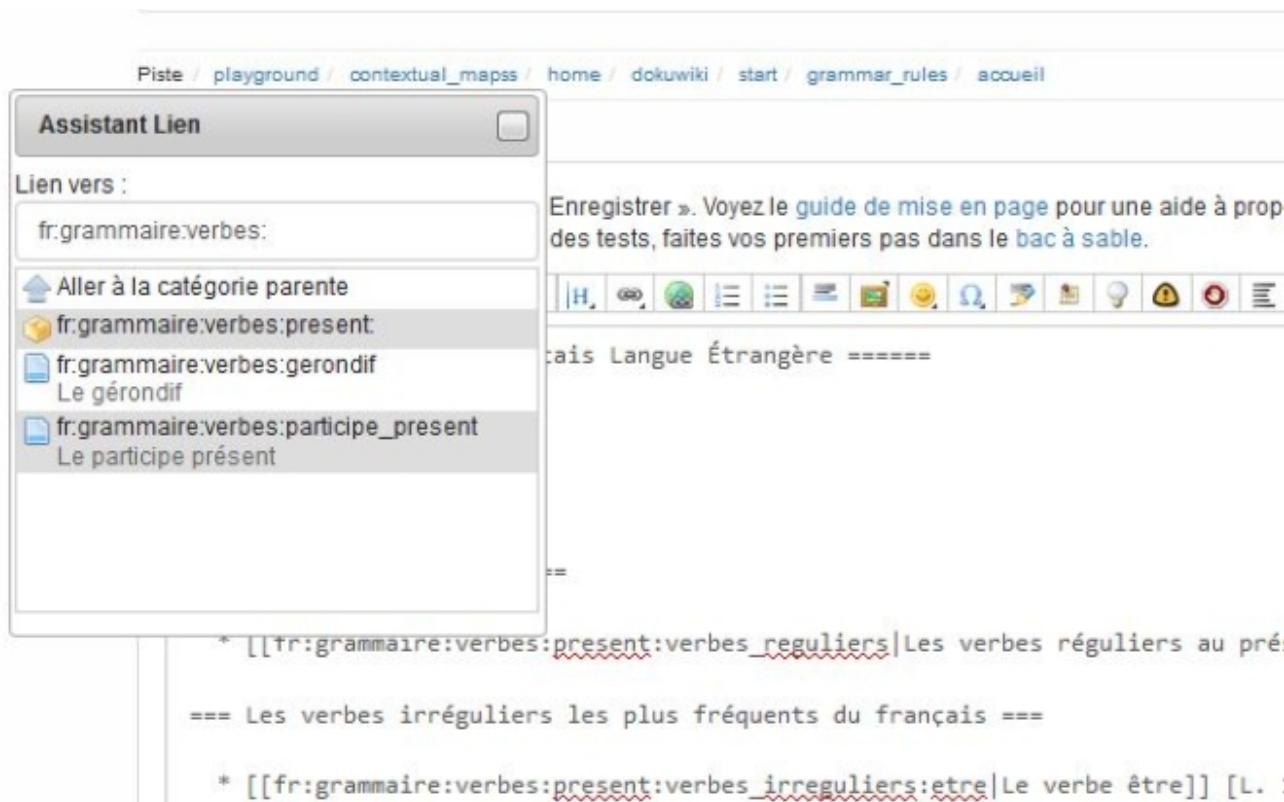 Piste / playground / contextual_mapss / home / dokuwiki / start / grammar_rules / accueil
Assistant Lien
Lien vers :
fr:grammaire:verbes:
Aller à la catégorie parente
fr:grammaire:verbes:present:
fr:grammaire:verbes:gerondif
Le gérondif
fr:grammaire:verbes:participe_present
Le participe présent
Enregistrer ». Voyez le guide de mise en page pour une aide à prop
des tests, faites vos premiers pas dans le bac à sable.
ais Langue Étrangère ======
==
* [[fr:grammaire:verbes:present:verbes_reguliers|Les verbes réguliers au pré
=== Les verbes irréguliers les plus fréquents du français ===
* [[fr:grammaire:verbes:present:verbes_irreguliers:etre|Le verbe être]] [L.